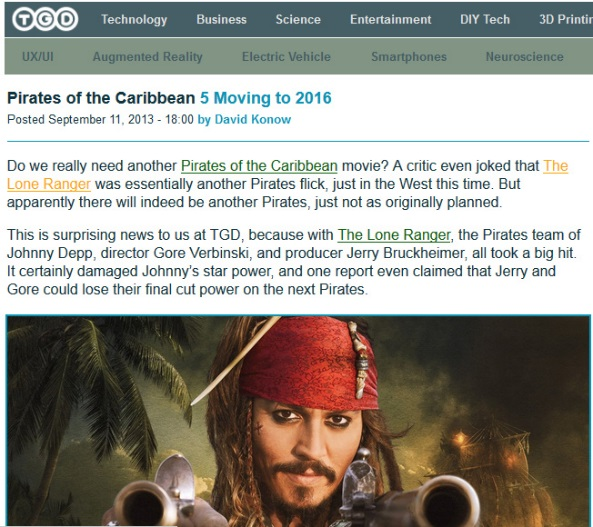 TGD Technology Business Science Entertainment DIY Tech 3D Printin
UX/UI Augmented Reality Electric Vehicle Smartphones Neuroscience
Pirates of the Caribbean 5 Moving to 2016
Posted September 11, 2013 - 18:00 by David Konow
Do we really need another Pirates of the Caribbean movie? A critic even joked that The
Lone Ranger was essentially another Pirates flick, just in the West this time. But
apparently there will indeed be another Pirates, just not as originally planned.
This is surprising news to us at TGD, because with The Lone Ranger, the Pirates team of
Johnny Depp, director Gore Verbinski, and producer Jerry Bruckheimer, all took a big hit.
It certainly damaged Johnny's star power, and one report even claimed that Jerry and
Gore could lose their final cut power on the next Pirates.